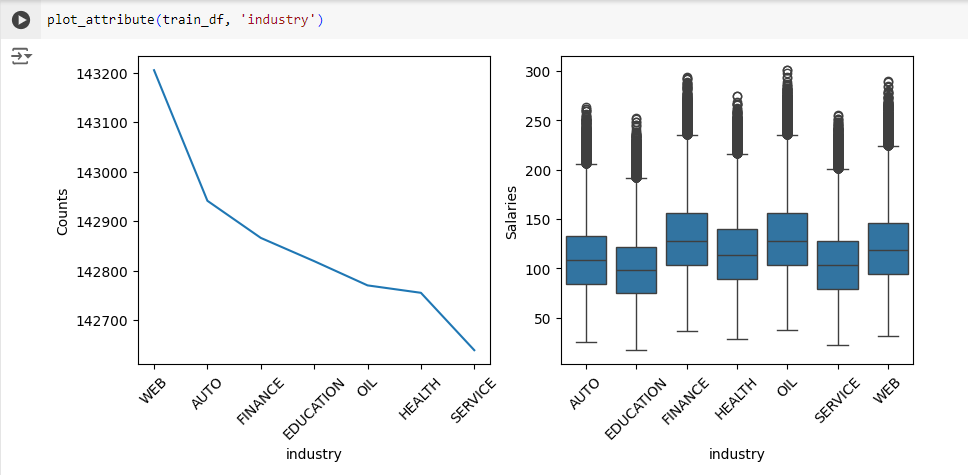 plot_attribute(train_df, 'industry')
143200
143100
143000
142900
142800
142700
Counts
WEB
AUTO
FINANCE
EDUCATION
OIL
HEALTH
SERVICE
industry
300
250
200
150
100
50
Salaries
AUTO
EDUCATION
FINANCE
HEALTH
OIL
SERVICE
WEB
industry